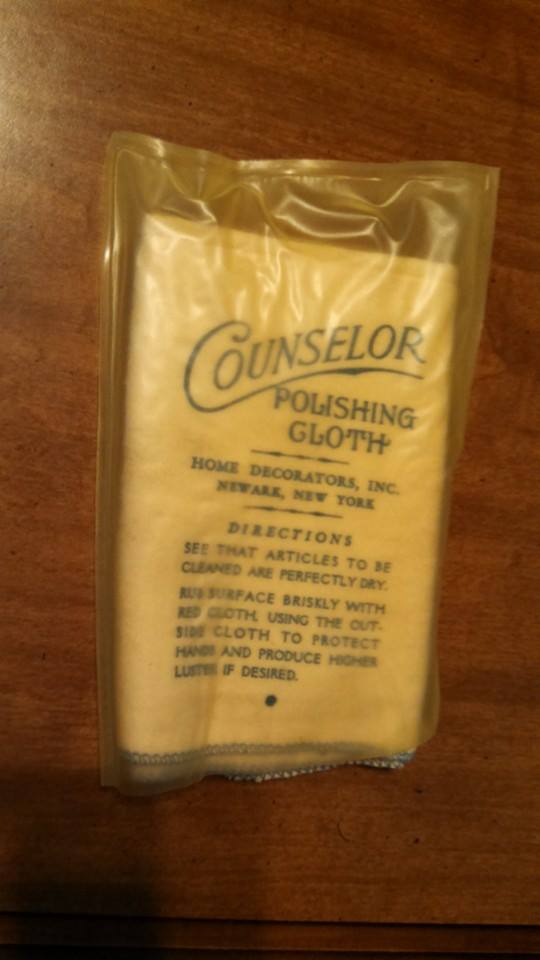 COUNSELOR
POLISHING
CLOTH
HOME DECORATORS, INC.
NEWARK, NEW YORK
DIRECTIONS
SEE THAT ARTICLES TO BE
CLEANED ARE PERFECTLY DRY.
RUB SURFACE BRISKLY WITH
RED CLOTH, USING THE OUT-
SIDE CLOTH TO PROTECT
HANDS AND PRODUCE HIGHER
LUSTER IF DESIRED.